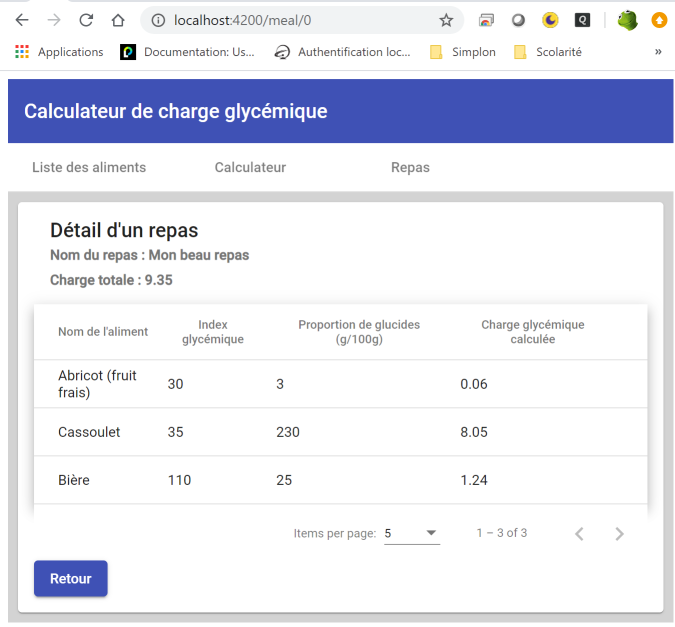 localhost:4200/meal/0
Q
Applications
Documentation: Us...
Authentification loc...
Simplon
Scolarité
»
Calculateur de charge glycémique
Liste des aliments
Calculateur
Repas
Détail d'un repas
Nom du repas : Mon beau repas
Charge totale : 9.35
Nom de l'aliment
Index
glycémique
Proportion de glucides
(g/100g)
Charge glycémique
calculée
Abricot (fruit
frais)
30
3
0.06
Cassoulet
35
230
8.05
Bière
110
25
1.24
Items per page: 5
1 – 3 of 3
Retour